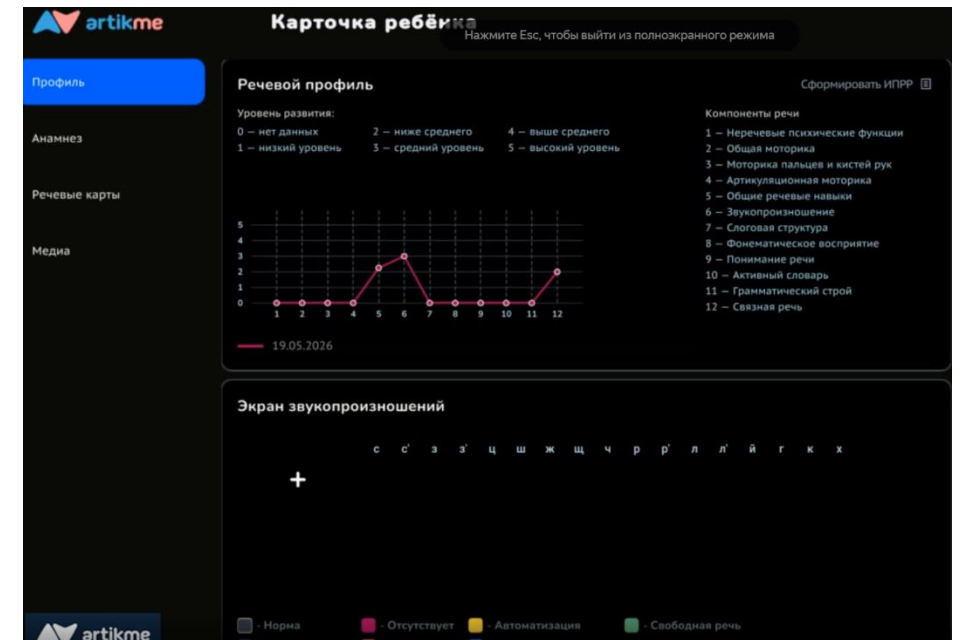 artikme
Карточка ребёнка
Нажмите Esc, чтобы выйти из полноэкранного режима
Профиль
Анамнез
Речевые карты
Медиа
Речевой профиль
Сформировать ИПРР
Уровень развития:
0 — нет данных
2 — ниже среднего
4 — выше среднего
1 — низкий уровень
3 — средний уровень
5 — высокий уровень
Компоненты речи
1 — Неречевые психические функции
2 — Общая моторика
3 — Моторика пальцев и кистей рук
4 — Артикуляционная моторика
5 — Общие речевые навыки
6 — Звукопроизношение
7 — Слоговая структура
8 — Фонематическое восприятие
9 — Понимание речи
10 — Активный словарь
11 — Грамматический строй
12 — Связная речь
5
4
3
2
1
0
1 2 3 4 5 6 7 8 9 10 11 12
19.05.2026
Экран звукопроизношений
с с' з з' ц ш ж щ ч р р' л л' й г к х
+
- Норма
- Отсутствует
- Автоматизация
- Свободная речь
artikme